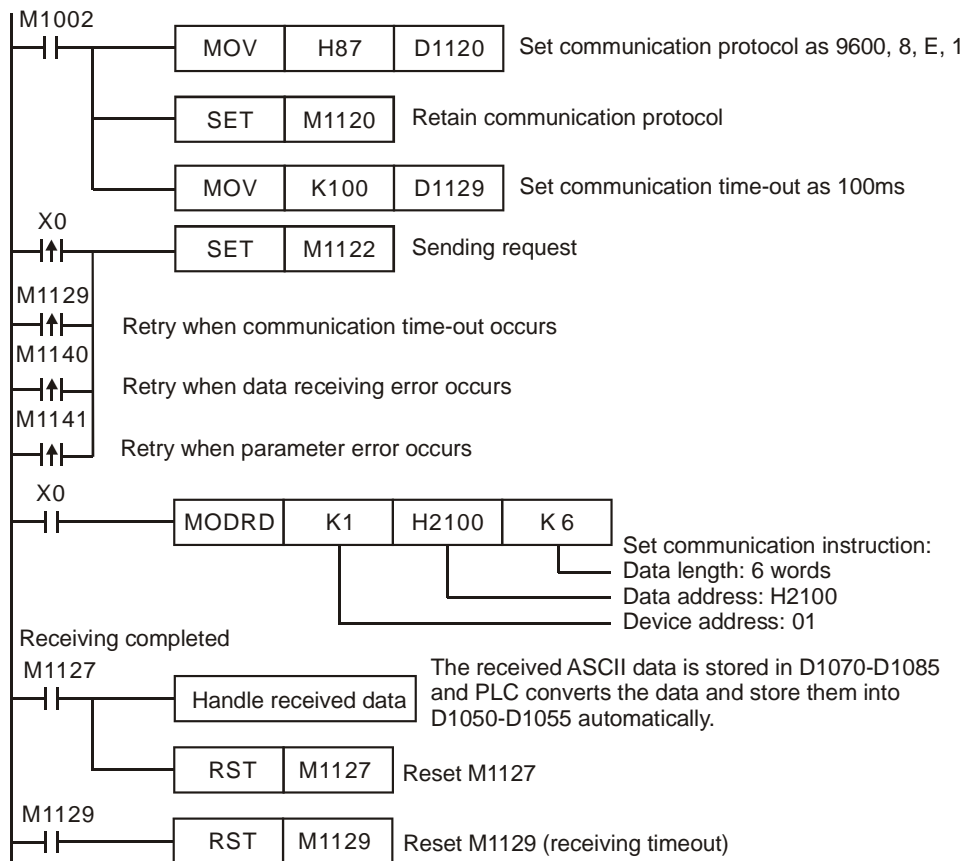 M1002
MOV H87 D1120 Set communication protocol as 9600, 8, E, 1
SET M1120 Retain communication protocol
MOV K100 D1129 Set communication time-out as 100ms
X0
SET M1122 Sending request
M1129
Retry when communication time-out occurs
M1140
Retry when data receiving error occurs
M1141
Retry when parameter error occurs
X0
MODRD K1 H2100 K 6
Set communication instruction:
Data length: 6 words
Data address: H2100
Device address: 01
Receiving completed
M1127
Handle received data
The received ASCII data is stored in D1070-D1085
and PLC converts the data and store them into
D1050-D1055 automatically.
RST M1127 Reset M1127
M1129
RST M1129 Reset M1129 (receiving timeout)